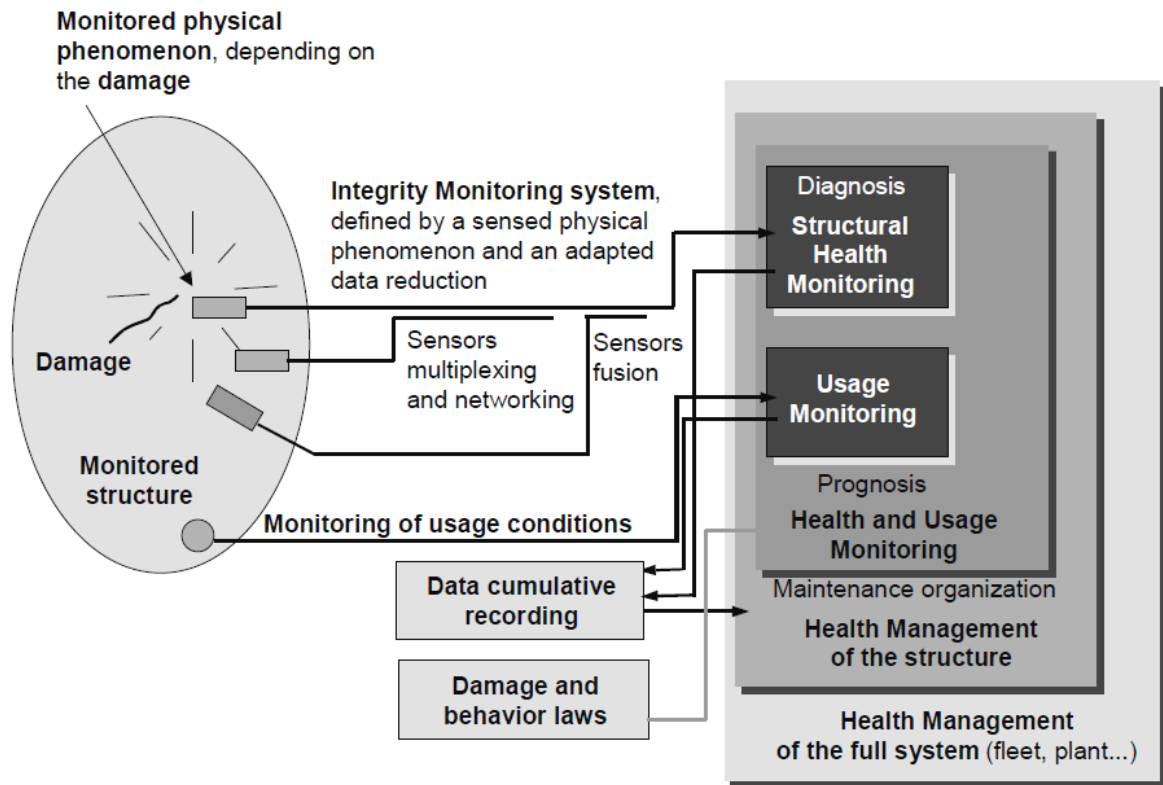 Monitored physical
phenomenon, depending on
the damage
Integrity Monitoring system,
defined by a sensed physical
phenomenon and an adapted
data reduction
Damage
Sensors
multiplexing
and networking
Sensors
fusion
Monitored
structure
Monitoring of usage conditions
Data cumulative
recording
Damage and
behavior laws
Diagnosis
Structural
Health
Monitoring
Usage
Monitoring
Prognosis
Health and Usage
Monitoring
Maintenance organization
Health Management
of the structure
Health Management
of the full system (fleet, plant...)